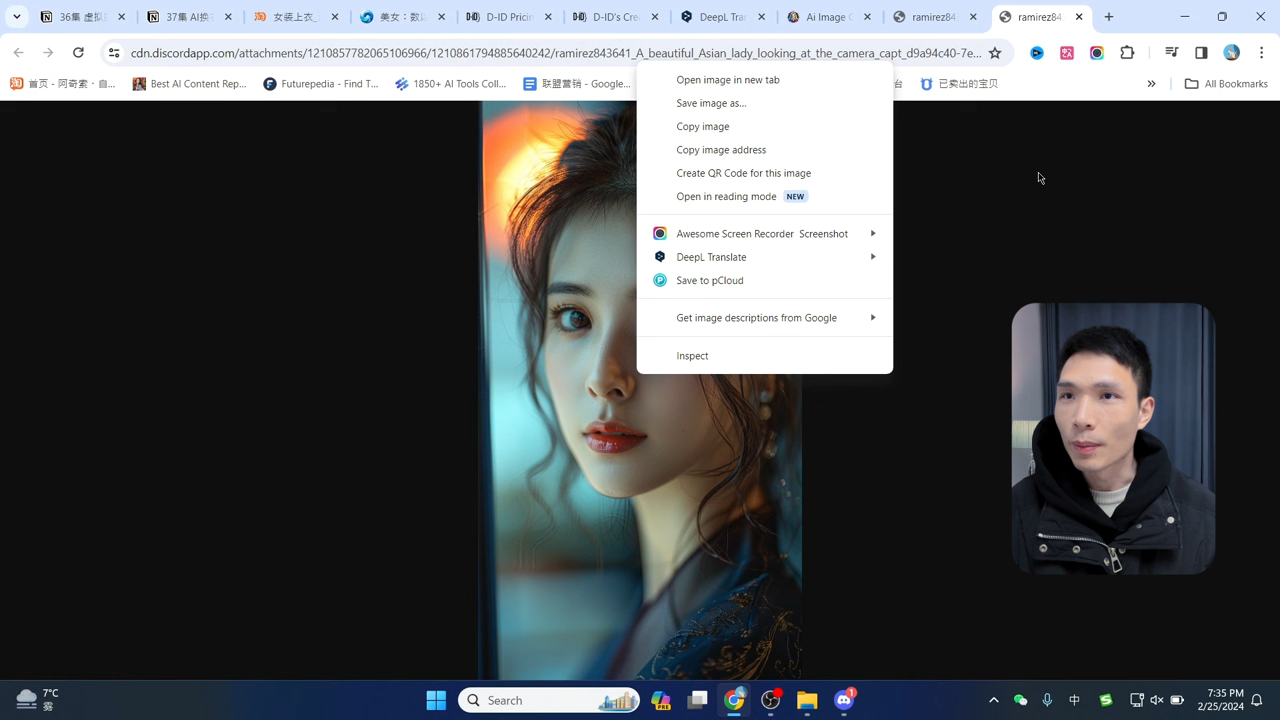 36集 虚拟
37集 AI换
女装上衣_
美女：数
D-ID Pricin
D-ID's Cre
DeepL Tra
Ai Image C
ramirez84
ramirez84
cdn.discordapp.com/attachments/1210857782065106966/1210861794885640242/ramirez843641_A_beautiful_Asian_lady_looking_at_the_camera_capt_d9a94c40-7e...
首页 - 阿奇索 · 自...
Best AI Content Rep...
Futurepedia - Find T...
1850+ AI Tools Coll...
联盟营销 - Google...
台
已卖出的宝贝
All Bookmarks
Open image in new tab
Save image as...
Copy image
Copy image address
Create QR Code for this image
Open in reading mode NEW
Awesome Screen Recorder Screenshot
DeepL Translate
Save to pCloud
Get image descriptions from Google
Inspect
7°C
阴
Search
PRE
1
中
7:35 PM
2/25/2024